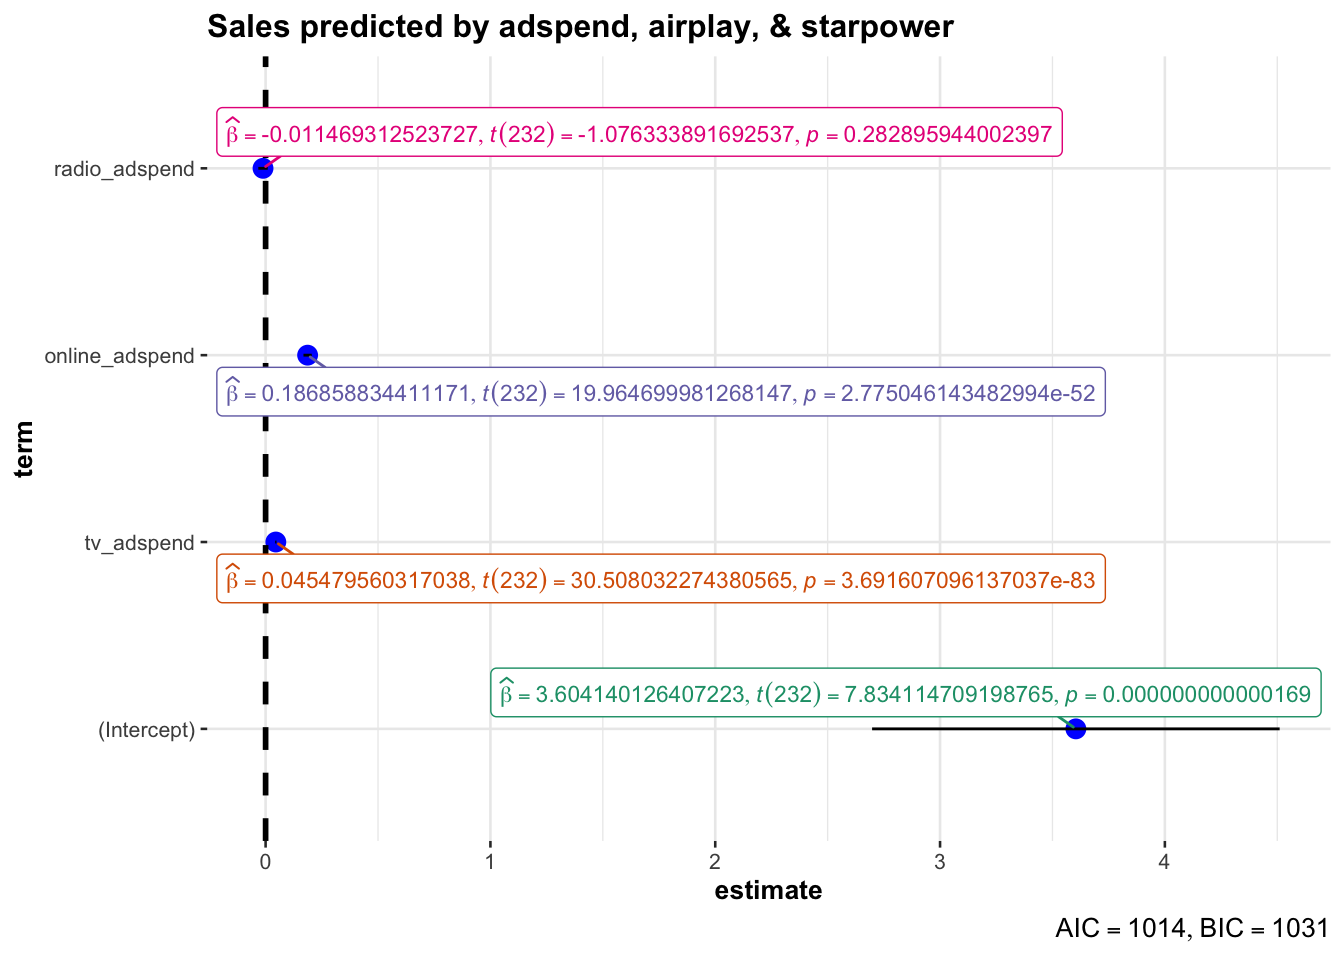 Sales predicted by adspend, airplay, & starpower
β̂ = -0.011469312523727, t(232) = -1.076333891692537, p = 0.282895944002397
radio_adspend
online_adspend
β̂ = 0.186858834411171, t(232) = 19.964699981268147, p = 2.775046143482994e-52
term
tv_adspend
β̂ = 0.045479560317038, t(232) = 30.508032274380565, p = 3.691607096137037e-83
β̂ = 3.604140126407223, t(232) = 7.834114709198765, p = 0.000000000000169
(Intercept)
0 1 2 3 4
estimate
AIC = 1014, BIC = 1031